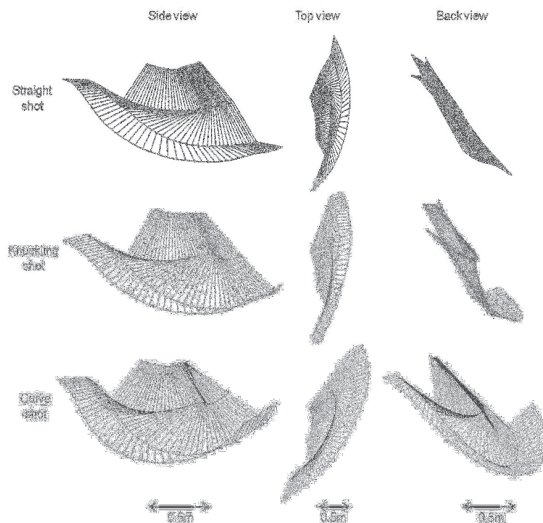 Side view Top view Back view
Straight
shot
Knuckling
shot
Curve
shot
0.5m 0.5m 0.5m